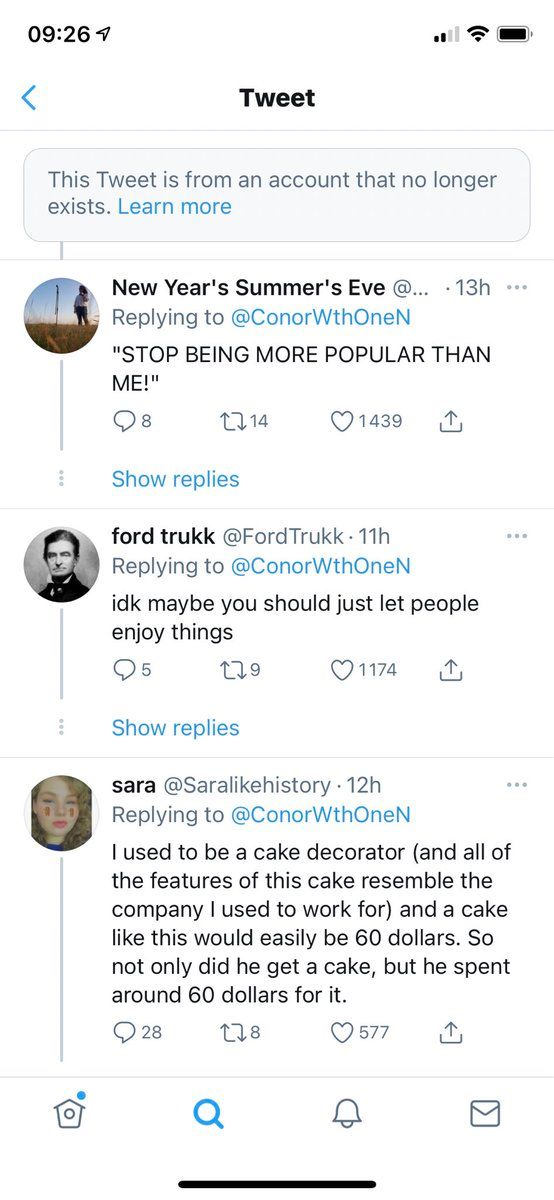 09:26
Tweet
This Tweet is from an account that no longer
exists. Learn more
New Year's Summer's Eve @... · 13h
Replying to @ConorWthOneN
"STOP BEING MORE POPULAR THAN
ME!"
8 14 1439
Show replies
ford trukk @FordTrukk · 11h
Replying to @ConorWthOneN
idk maybe you should just let people
enjoy things
5 9 1174
Show replies
sara @Saralikehistory · 12h
Replying to @ConorWthOneN
I used to be a cake decorator (and all of
the features of this cake resemble the
company I used to work for) and a cake
like this would easily be 60 dollars. So
not only did he get a cake, but he spent
around 60 dollars for it.
28 8 577